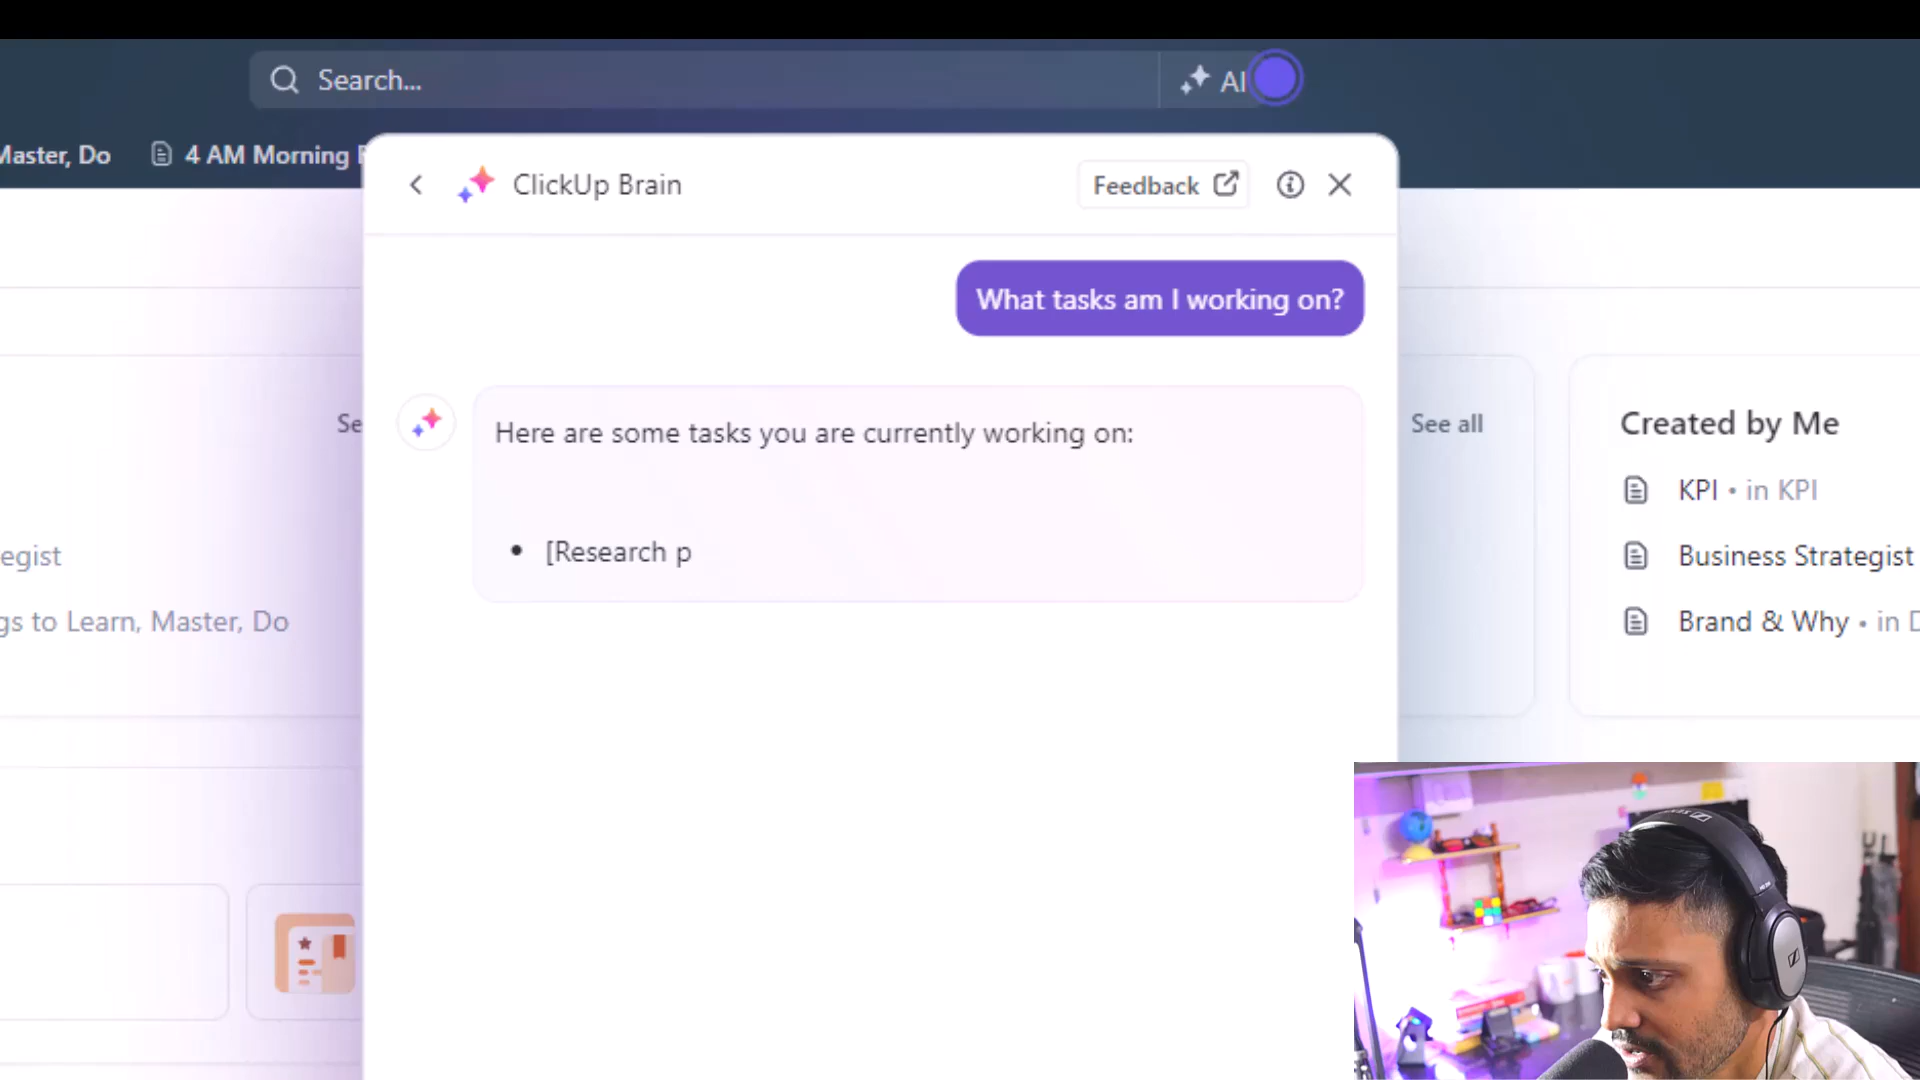 Search...
AI
Master, Do
4 AM Morning
ClickUp Brain
Feedback
What tasks am I working on?
Here are some tasks you are currently working on:
• [Research p
See all
Created by Me
KPI • in KPI
Business Strategist
Brand & Why • in
egist
gs to Learn, Master, Do